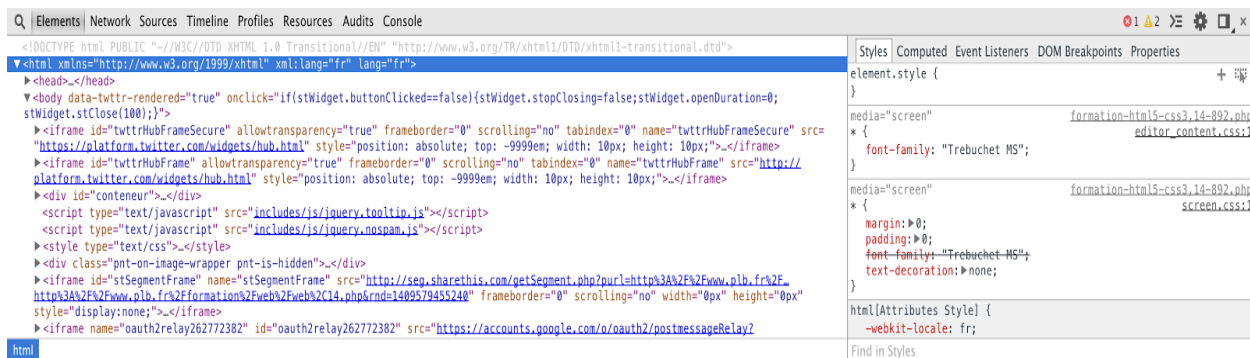 Elements Network Sources Timeline Profiles Resources Audits Console 1 2
<!DOCTYPE html PUBLIC "-//W3C//DTD XHTML 1.0 Transitional//EN" "http://www.w3.org/TR/xhtml1/DTD/xhtml1-transitional.dtd">
▼<html xmlns="http://www.w3.org/1999/xhtml" xml:lang="fr" lang="fr">
▶<head>…</head>
▼<body data-twttr-rendered="true" onclick="if(stWidget.buttonClicked==false){stWidget.stopClosing=false;stWidget.openDuration=0;
stWidget.stClose(100);}">
▶<iframe id="twttrHubFrameSecure" allowtransparency="true" frameborder="0" scrolling="no" tabindex="0" name="twttrHubFrameSecure" src=
"https://platform.twitter.com/widgets/hub.html" style="position: absolute; top: -9999em; width: 10px; height: 10px;">…</iframe>
▶<iframe id="twttrHubFrame" allowtransparency="true" frameborder="0" scrolling="no" tabindex="0" name="twttrHubFrame" src="http://
platform.twitter.com/widgets/hub.html" style="position: absolute; top: -9999em; width: 10px; height: 10px;">…</iframe>
▶<div id="conteneur">…</div>
<script type="text/javascript" src="includes/js/jquery.tooltip.js"></script>
<script type="text/javascript" src="includes/js/jquery.nospam.js"></script>
▶<style type="text/css">…</style>
▶<div class="pnt-on-image-wrapper pnt-is-hidden">…</div>
▶<iframe id="stSegmentFrame" name="stSegmentFrame" src="http://seg.sharethis.com/getSegment.php?purl=http%3A%2F%2Fwww.plb.fr%2F…
http%3A%2F%2Fwww.plb.fr%2Fformation%2Fweb%2Fweb%2C14.php&rnd=1409579455240" frameborder="0" scrolling="no" width="0px" height="0px"
style="display:none;">…</iframe>
▶<iframe name="oauth2relay262772382" id="oauth2relay262772382" src="https://accounts.google.com/o/oauth2/postmessageRelay?
html
Styles Computed Event Listeners DOM Breakpoints Properties
element.style {
}
media="screen" formation-html5-css3,14-892.php
* { editor_content.css:1
font-family: "Trebuchet MS";
}
media="screen" formation-html5-css3,14-892.php
* { screen.css:1
margin:▶0;
padding:▶0;
font-family: "Trebuchet MS";
text-decoration:▶none;
}
html[Attributes Style] {
-webkit-locale: fr;
Find in Styles